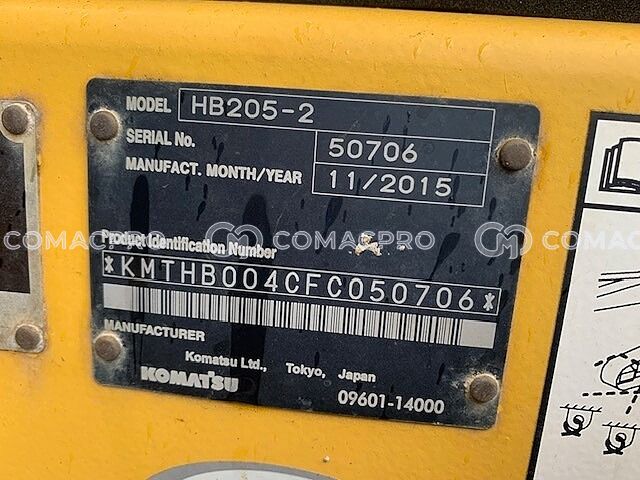 MODEL HB205-2
SERIAL No. 50706
MANUFACT. MONTH/YEAR 11/2015
COMACPRO COMACPRO COMACPRO
Product Identification Number
*KMTHB004CFC050706*
MANUFACTURER
Komatsu Ltd., Tokyo, Japan
KOMATSU 09601-14000